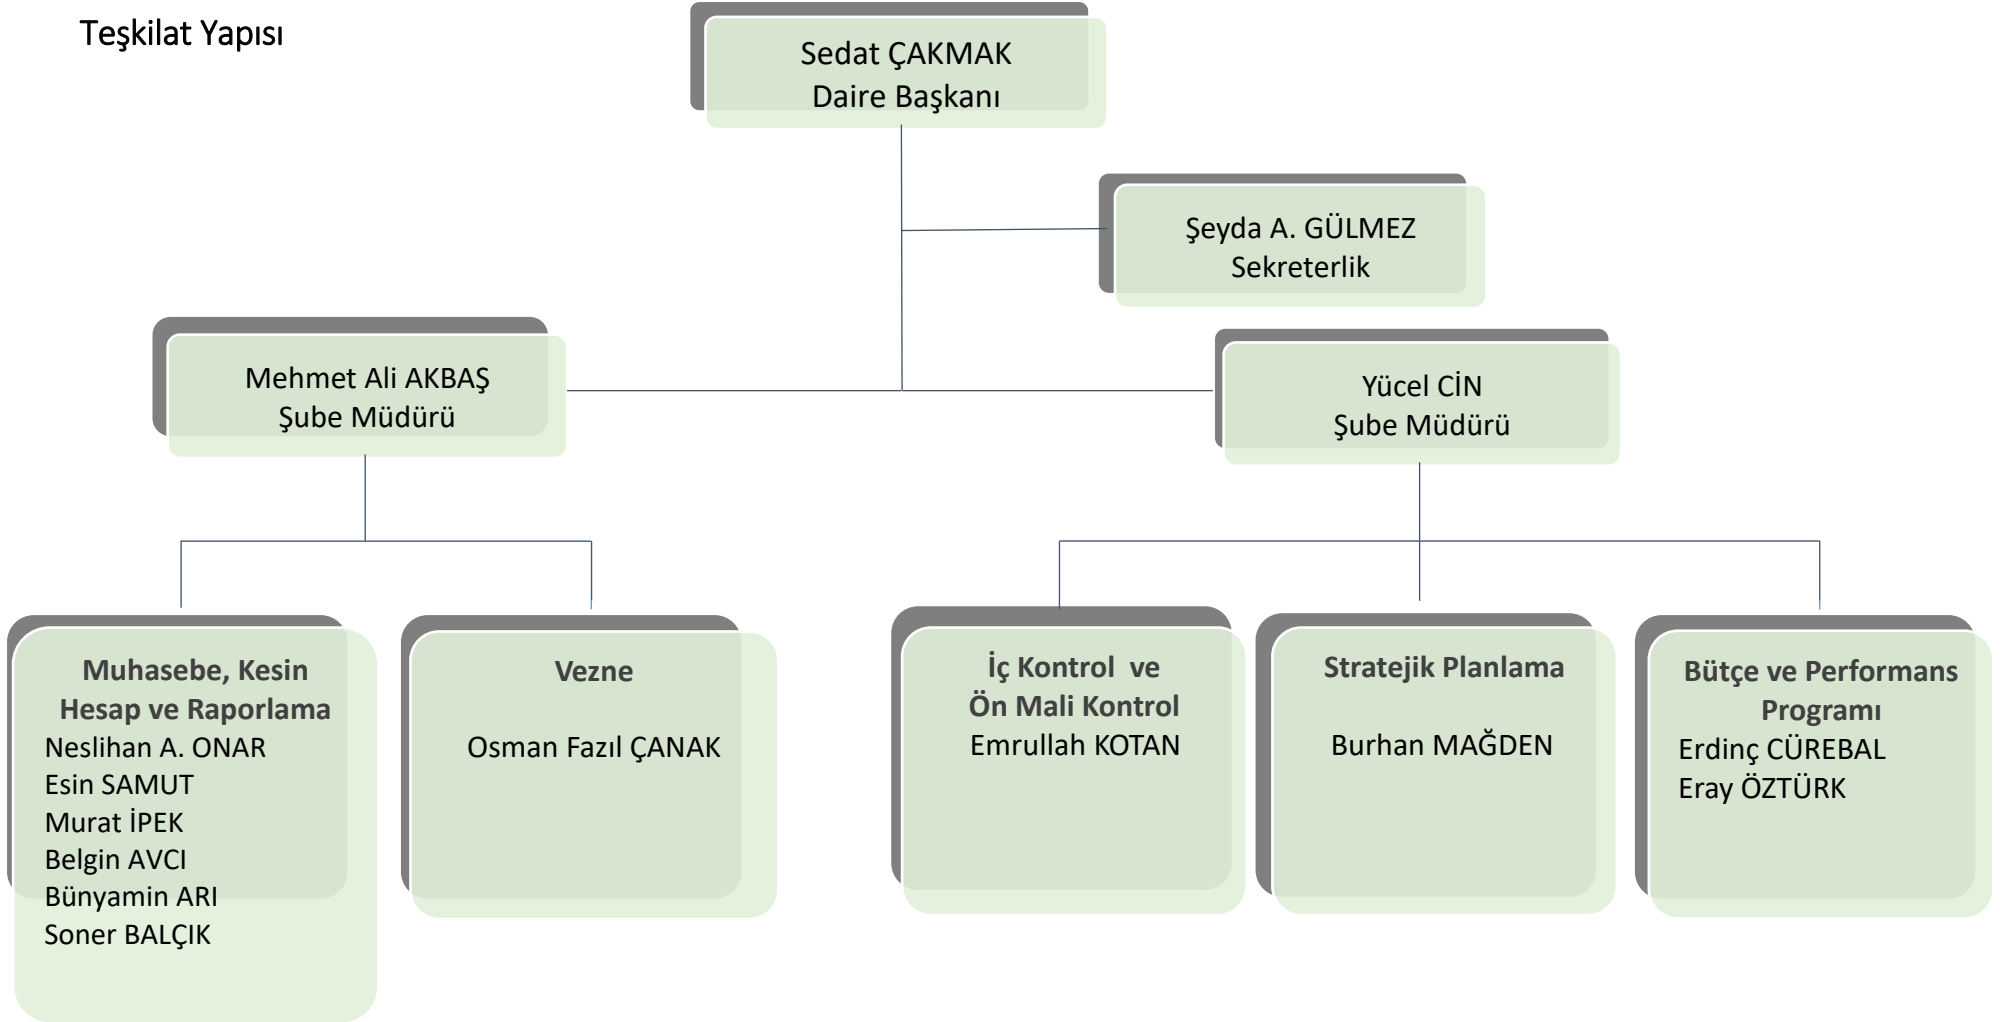 Teşkilat Yapısı
Sedat ÇAKMAK
Daire Başkanı
Şeyda A. GÜLMEZ
Sekreterlik
Mehmet Ali AKBAŞ
Şube Müdürü
Yücel CİN
Şube Müdürü
Muhasebe, Kesin
Hesap ve Raporlama
Neslihan A. ONAR
Esin SAMUT
Murat İPEK
Belgin AVCI
Bünyamin ARI
Soner BALÇIK
Vezne
Osman Fazıl ÇANAK
İç Kontrol ve
Ön Mali Kontrol
Emrullah KOTAN
Stratejik Planlama
Burhan MAĞDEN
Bütçe ve Performans
Programı
Erdinç CÜREBAL
Eray ÖZTÜRK